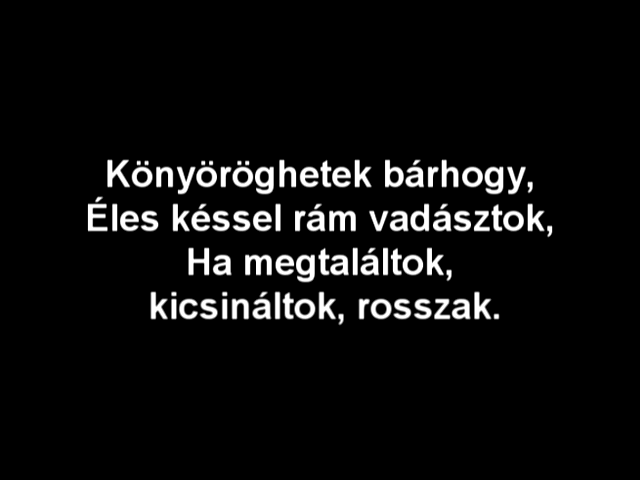 Könyöröghetek bárhogy,
Éles késsel rám vadásztok,
Ha megtaláltok,
kicsináltok, rosszak.